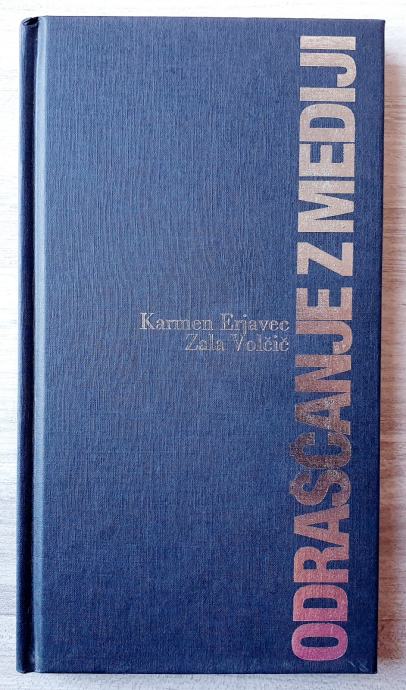 Karmen Erjavec
Zala Volčič
ODRAŠČANJE Z MEDIJI